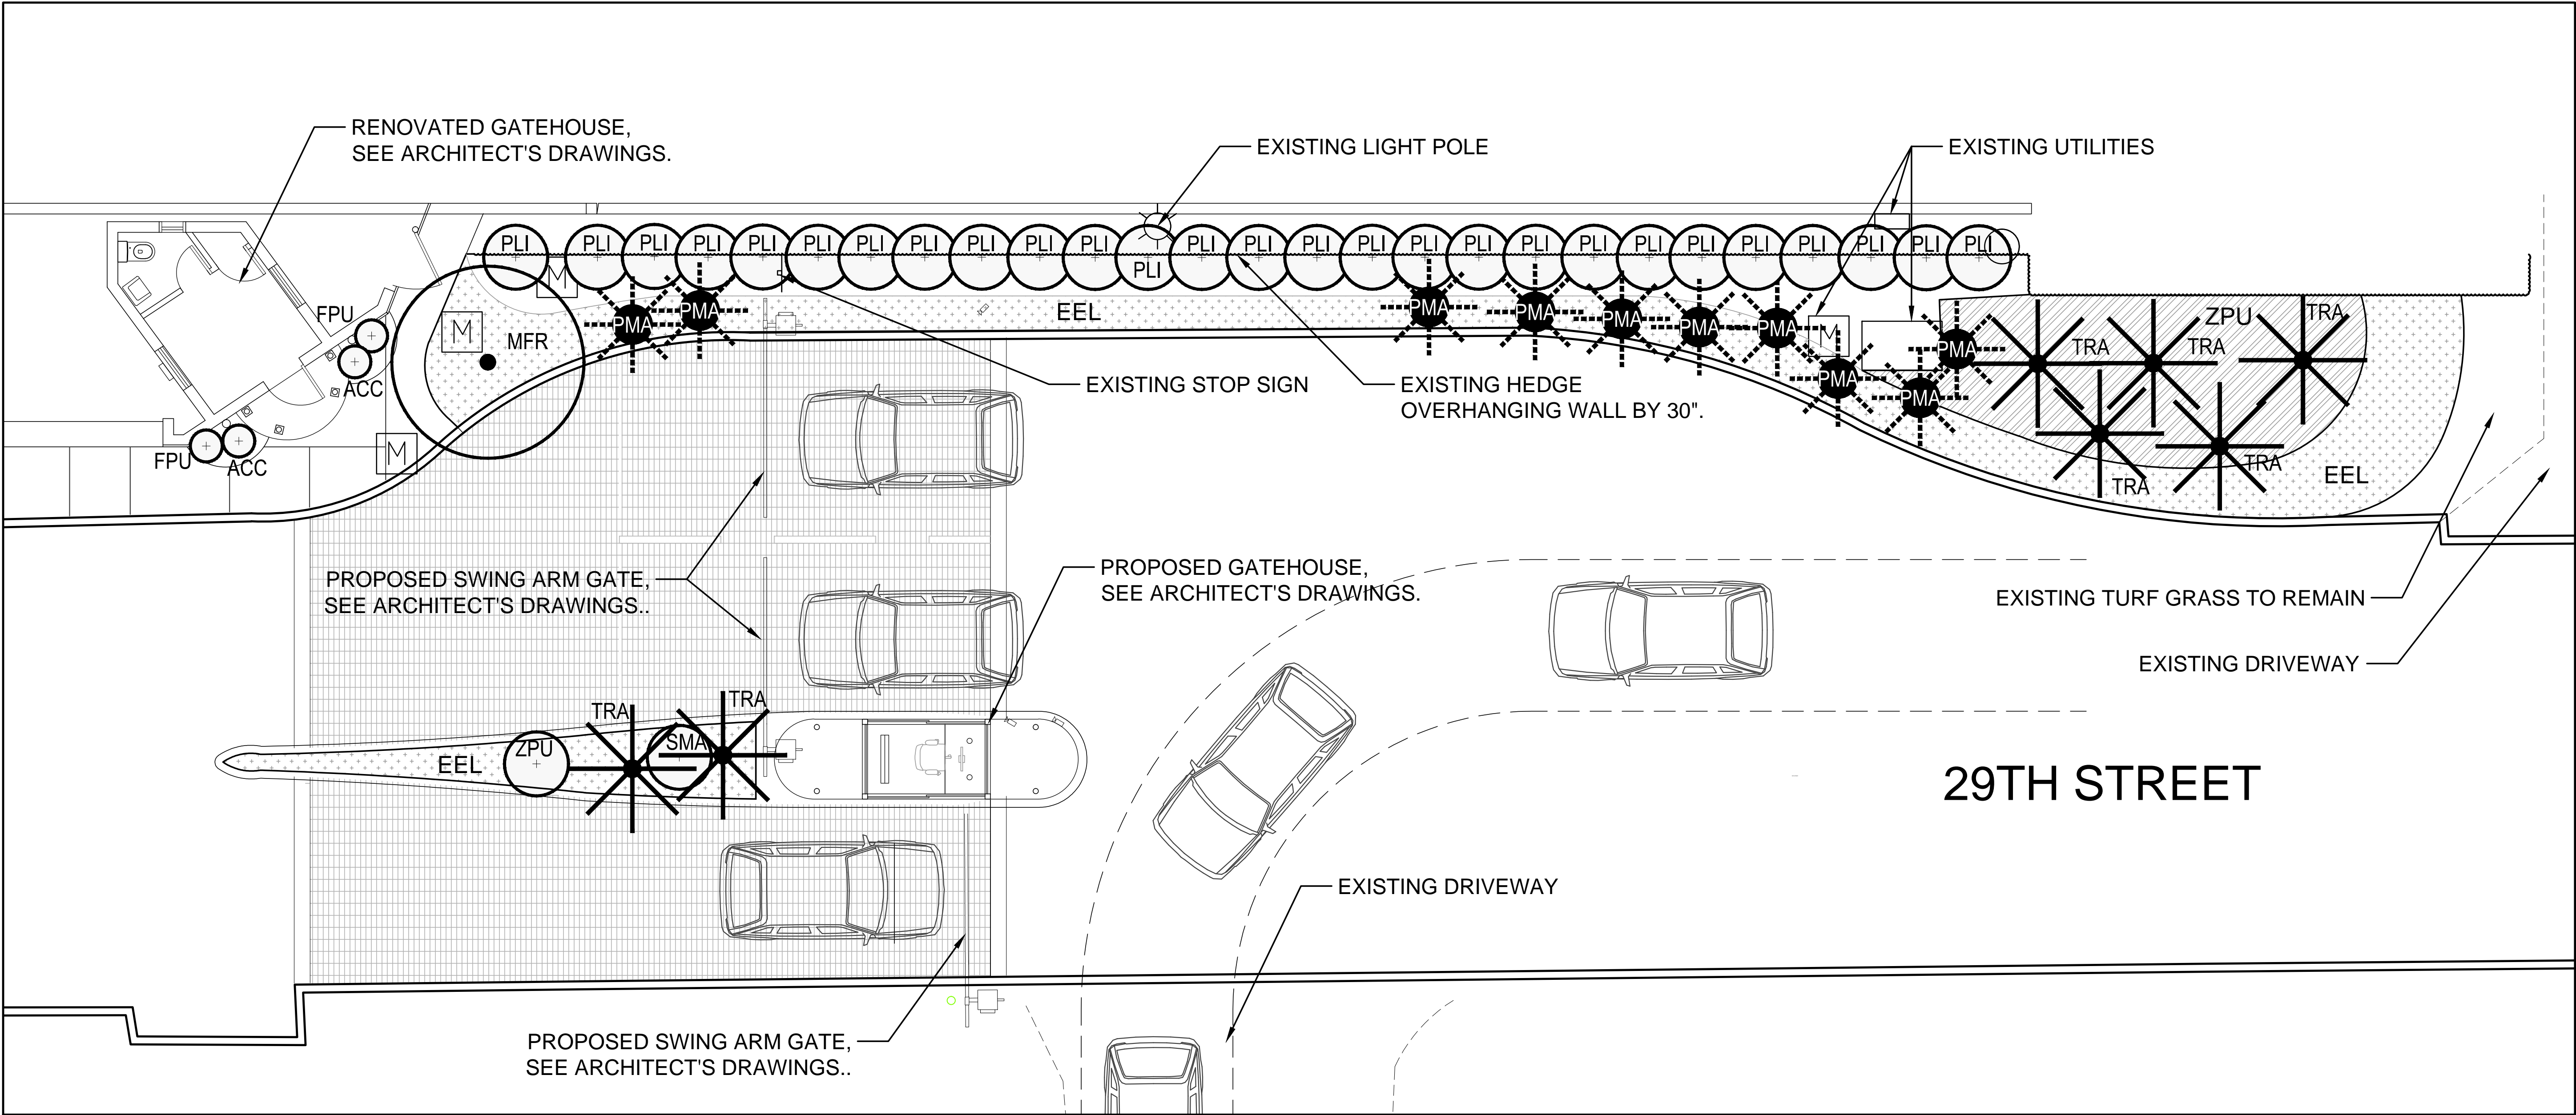 RENOVATED GATEHOUSE,
SEE ARCHITECT'S DRAWINGS.
EXISTING LIGHT POLE
EXISTING UTILITIES
PLI PLI PLI PLI PLI PLI PLI PLI PLI PLI PLI PLI PLI PLI PLI PLI PLI PLI PLI PLI PLI PLI PLI PLI PLI PLI
PLI
M
M
MFR
FPU
ACC
FPU
ACC
M
PMA
PMA
EEL
PMA
PMA
PMA
PMA
PMA
M
PMA
PMA
PMA
ZPU
TRA
TRA
TRA
TRA
TRA
EEL
EXISTING STOP SIGN
EXISTING HEDGE
OVERHANGING WALL BY 30".
PROPOSED SWING ARM GATE,
SEE ARCHITECT'S DRAWINGS..
PROPOSED GATEHOUSE,
SEE ARCHITECT'S DRAWINGS.
EXISTING TURF GRASS TO REMAIN
EXISTING DRIVEWAY
TRA
TRA
ZPU
SMA
EEL
29TH STREET
EXISTING DRIVEWAY
PROPOSED SWING ARM GATE,
SEE ARCHITECT'S DRAWINGS..